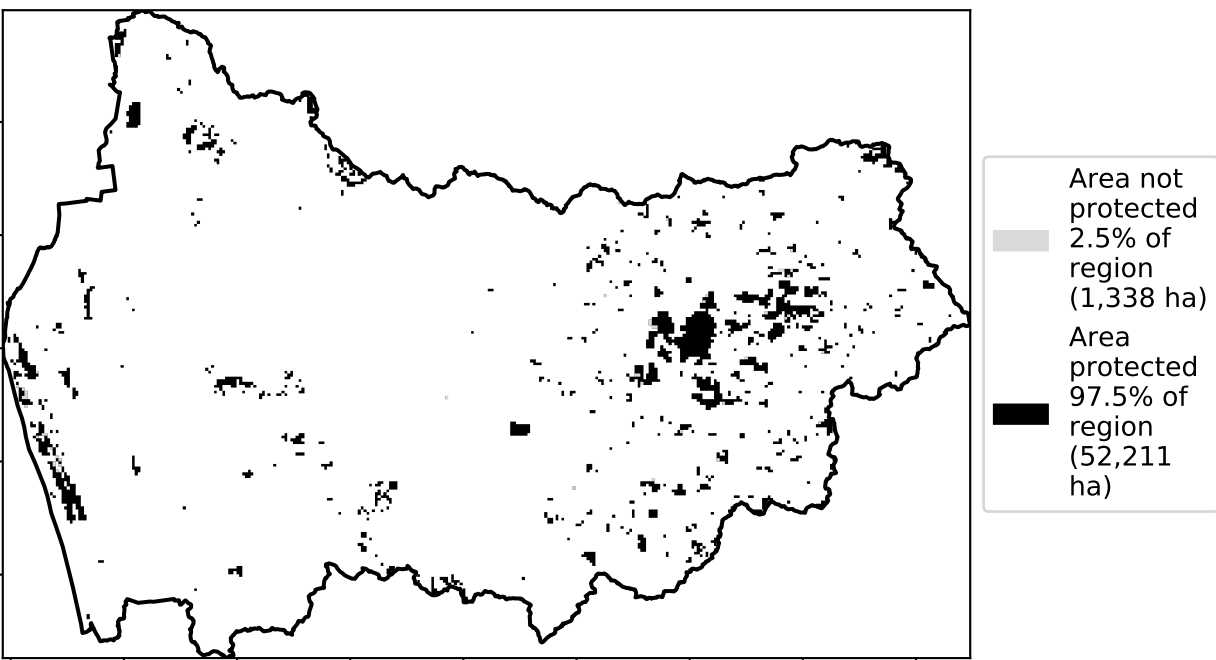 Area not
protected
2.5% of
region
(1,338 ha)
Area
protected
97.5% of
region
(52,211
ha)